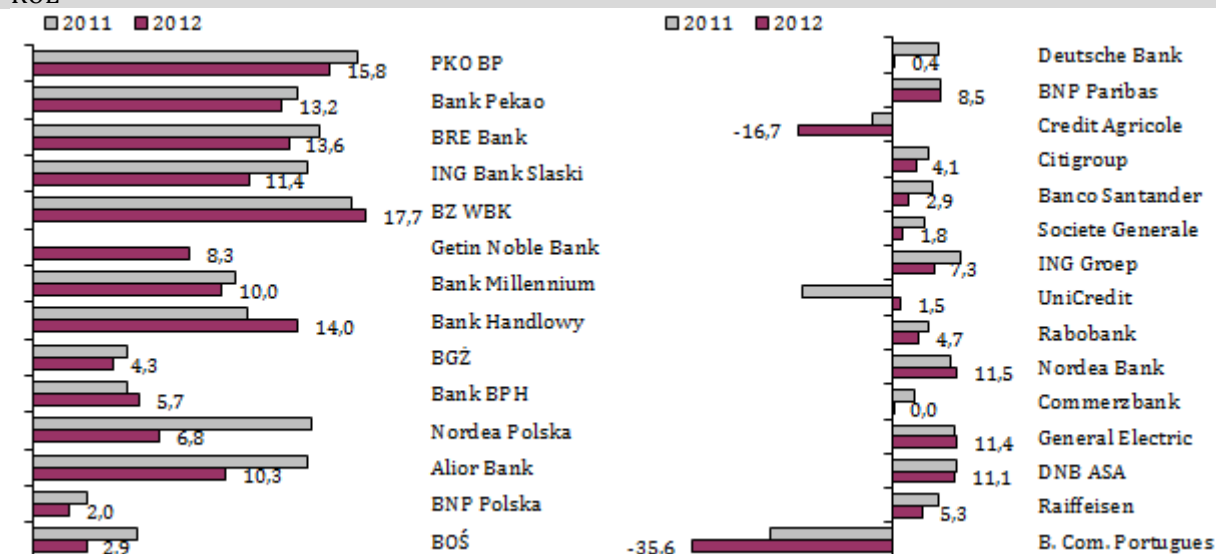 2011 2012
PKO BP 15,8
Bank Pekao 13,2
BRE Bank 13,6
ING Bank Slaski 11,4
BZ WBK 17,7
Getin Noble Bank 8,3
Bank Millennium 10,0
Bank Handlowy 14,0
BGŻ 4,3
Bank BPH 5,7
Nordea Polska 6,8
Alior Bank 10,3
BNP Polska 2,0
BOŚ 2,9
2011 2012
0,4 Deutsche Bank
8,5 BNP Paribas
-16,7 Credit Agricole
4,1 Citigroup
2,9 Banco Santander
1,8 Societe Generale
7,3 ING Groep
1,5 UniCredit
4,7 Rabobank
11,5 Nordea Bank
0,0 Commerzbank
11,4 General Electric
11,1 DNB ASA
5,3 Raiffeisen
-35,6 B. Com. Portugues